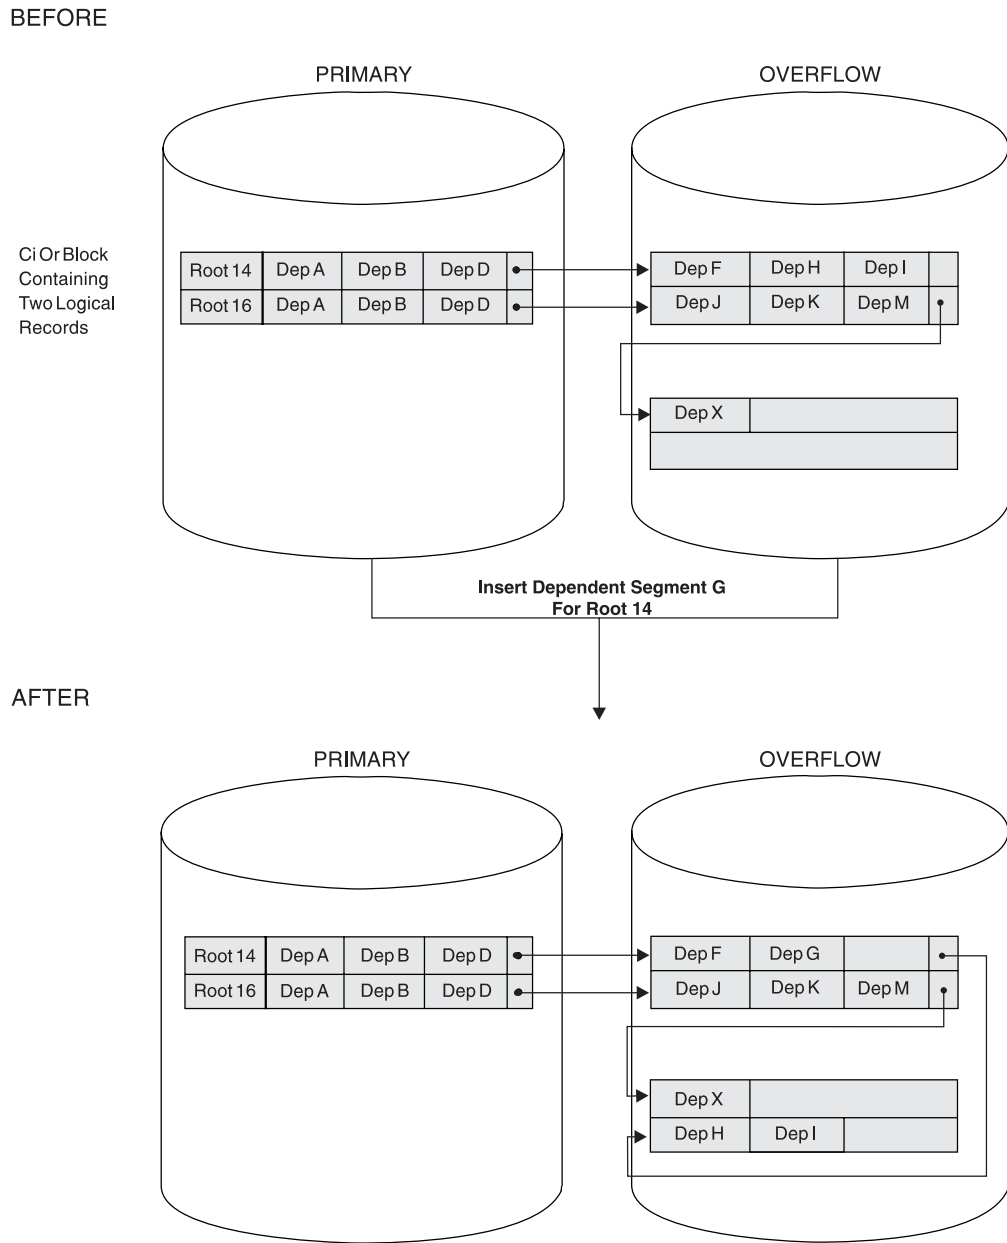 BEFORE
PRIMARY
OVERFLOW
Ci Or Block
Containing
Two Logical
Records
Root 14 Dep A Dep B Dep D
Root 16 Dep A Dep B Dep D
Dep F Dep H Dep I
Dep J Dep K Dep M
Dep X
Insert Dependent Segment G
For Root 14
AFTER
PRIMARY
OVERFLOW
Root 14 Dep A Dep B Dep D
Root 16 Dep A Dep B Dep D
Dep F Dep G
Dep J Dep K Dep M
Dep X
Dep H Dep I